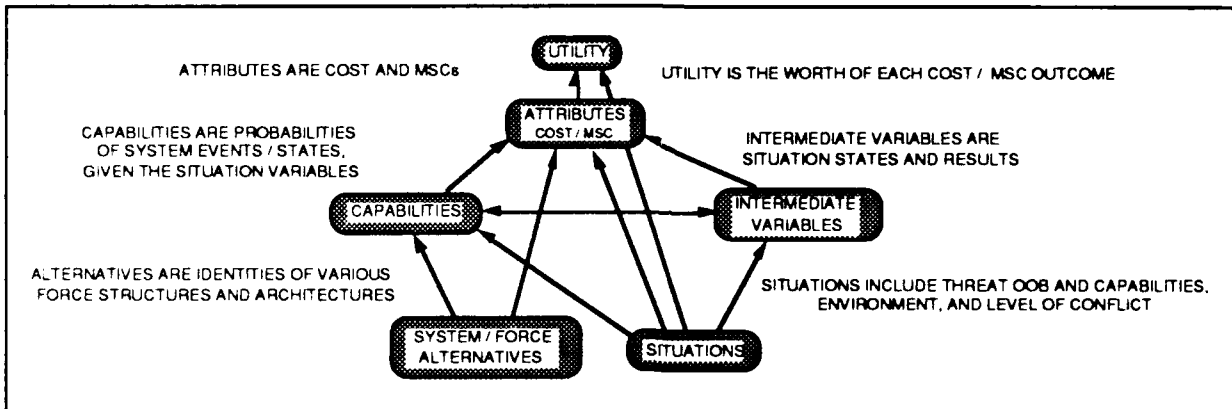 UTILITY
ATTRIBUTES ARE COST AND MSCs
UTILITY IS THE WORTH OF EACH COST / MSC OUTCOME
ATTRIBUTES
COST / MSC
CAPABILITIES ARE PROBABILITIES
OF SYSTEM EVENTS / STATES,
GIVEN THE SITUATION VARIABLES
INTERMEDIATE VARIABLES ARE
SITUATION STATES AND RESULTS
CAPABILITIES
INTERMEDIATE
VARIABLES
ALTERNATIVES ARE IDENTITIES OF VARIOUS
FORCE STRUCTURES AND ARCHITECTURES
SITUATIONS INCLUDE THREAT OOB AND CAPABILITIES,
ENVIRONMENT, AND LEVEL OF CONFLICT
SYSTEM / FORCE
ALTERNATIVES
SITUATIONS